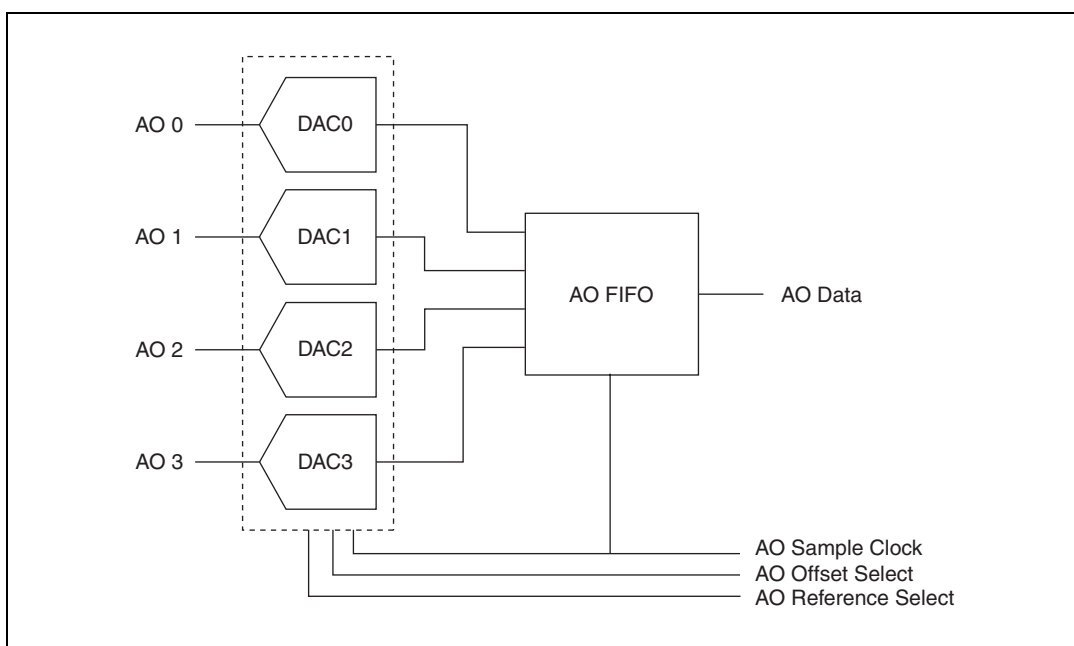 AO 0
DAC0
AO 1
DAC1
AO FIFO
AO Data
AO 2
DAC2
AO 3
DAC3
AO Sample Clock
AO Offset Select
AO Reference Select